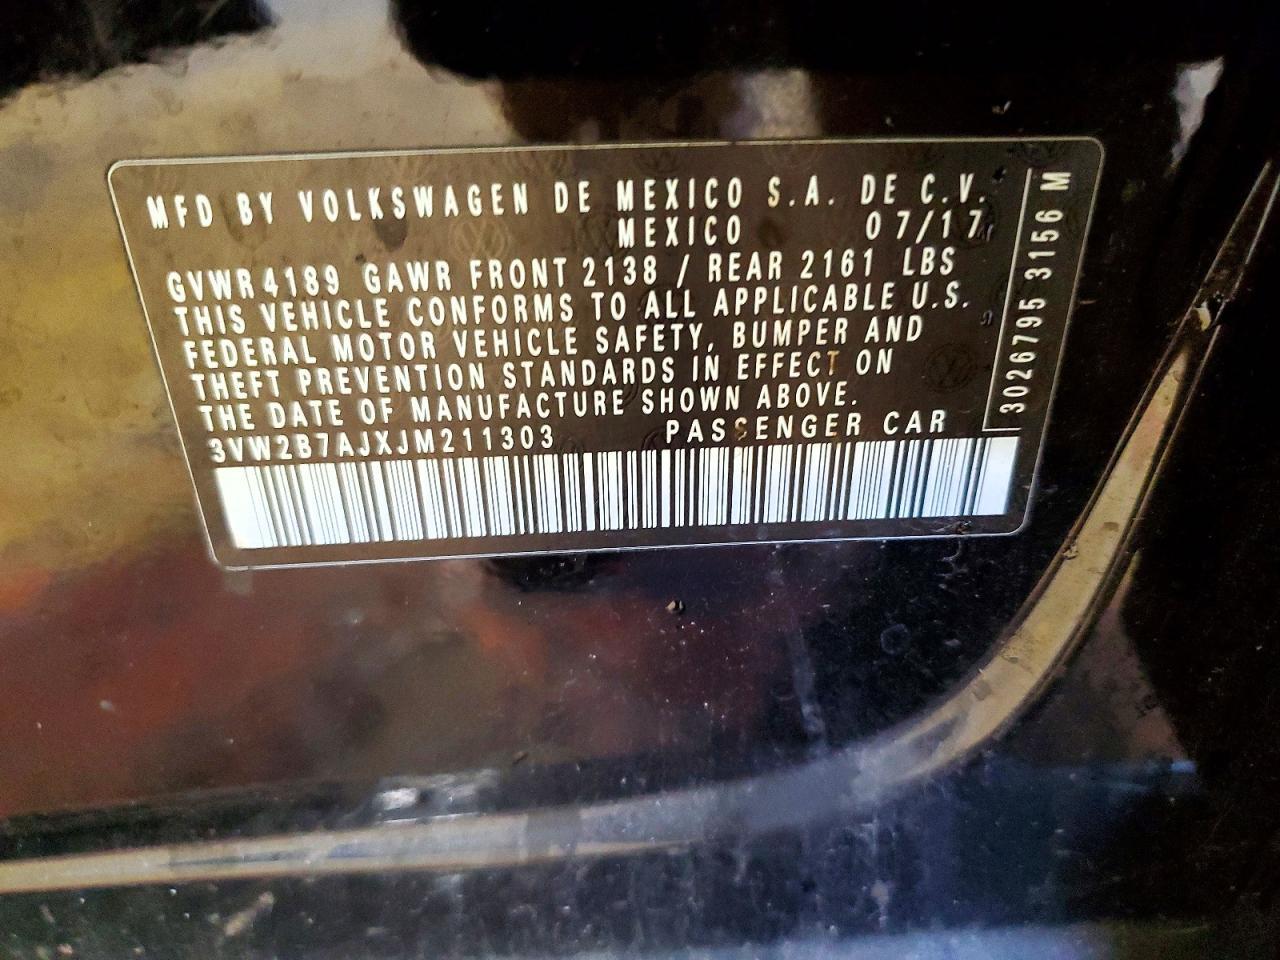 MFD BY VOLKSWAGEN DE MEXICO S.A. DE C.V.
MEXICO 07/17
GVWR 4189 GAWR FRONT 2138 / REAR 2161 LBS
THIS VEHICLE CONFORMS TO ALL APPLICABLE U.S.
FEDERAL MOTOR VEHICLE SAFETY, BUMPER AND
THEFT PREVENTION STANDARDS IN EFFECT ON
THE DATE OF MANUFACTURE SHOWN ABOVE.
3VW2B7AJXJM211303 PASSENGER CAR
3026795 3156 M